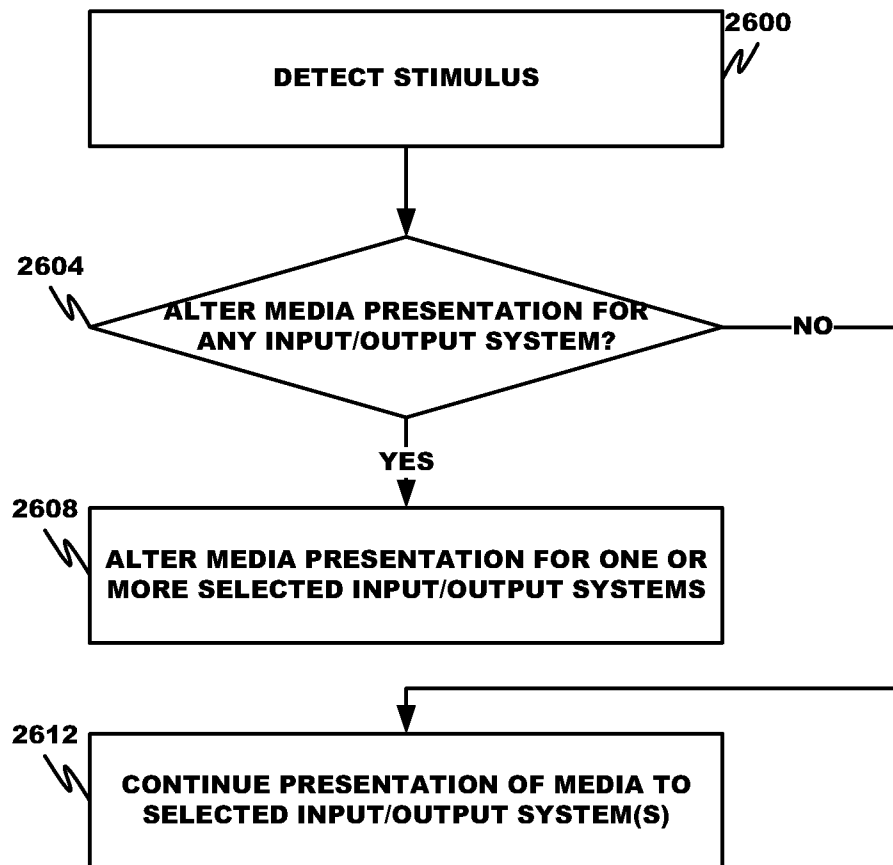 2600
DETECT STIMULUS
2604
ALTER MEDIA PRESENTATION FOR
ANY INPUT/OUTPUT SYSTEM?
NO
YES
2608
ALTER MEDIA PRESENTATION FOR ONE OR
MORE SELECTED INPUT/OUTPUT SYSTEMS
2612
CONTINUE PRESENTATION OF MEDIA TO
SELECTED INPUT/OUTPUT SYSTEM(S)